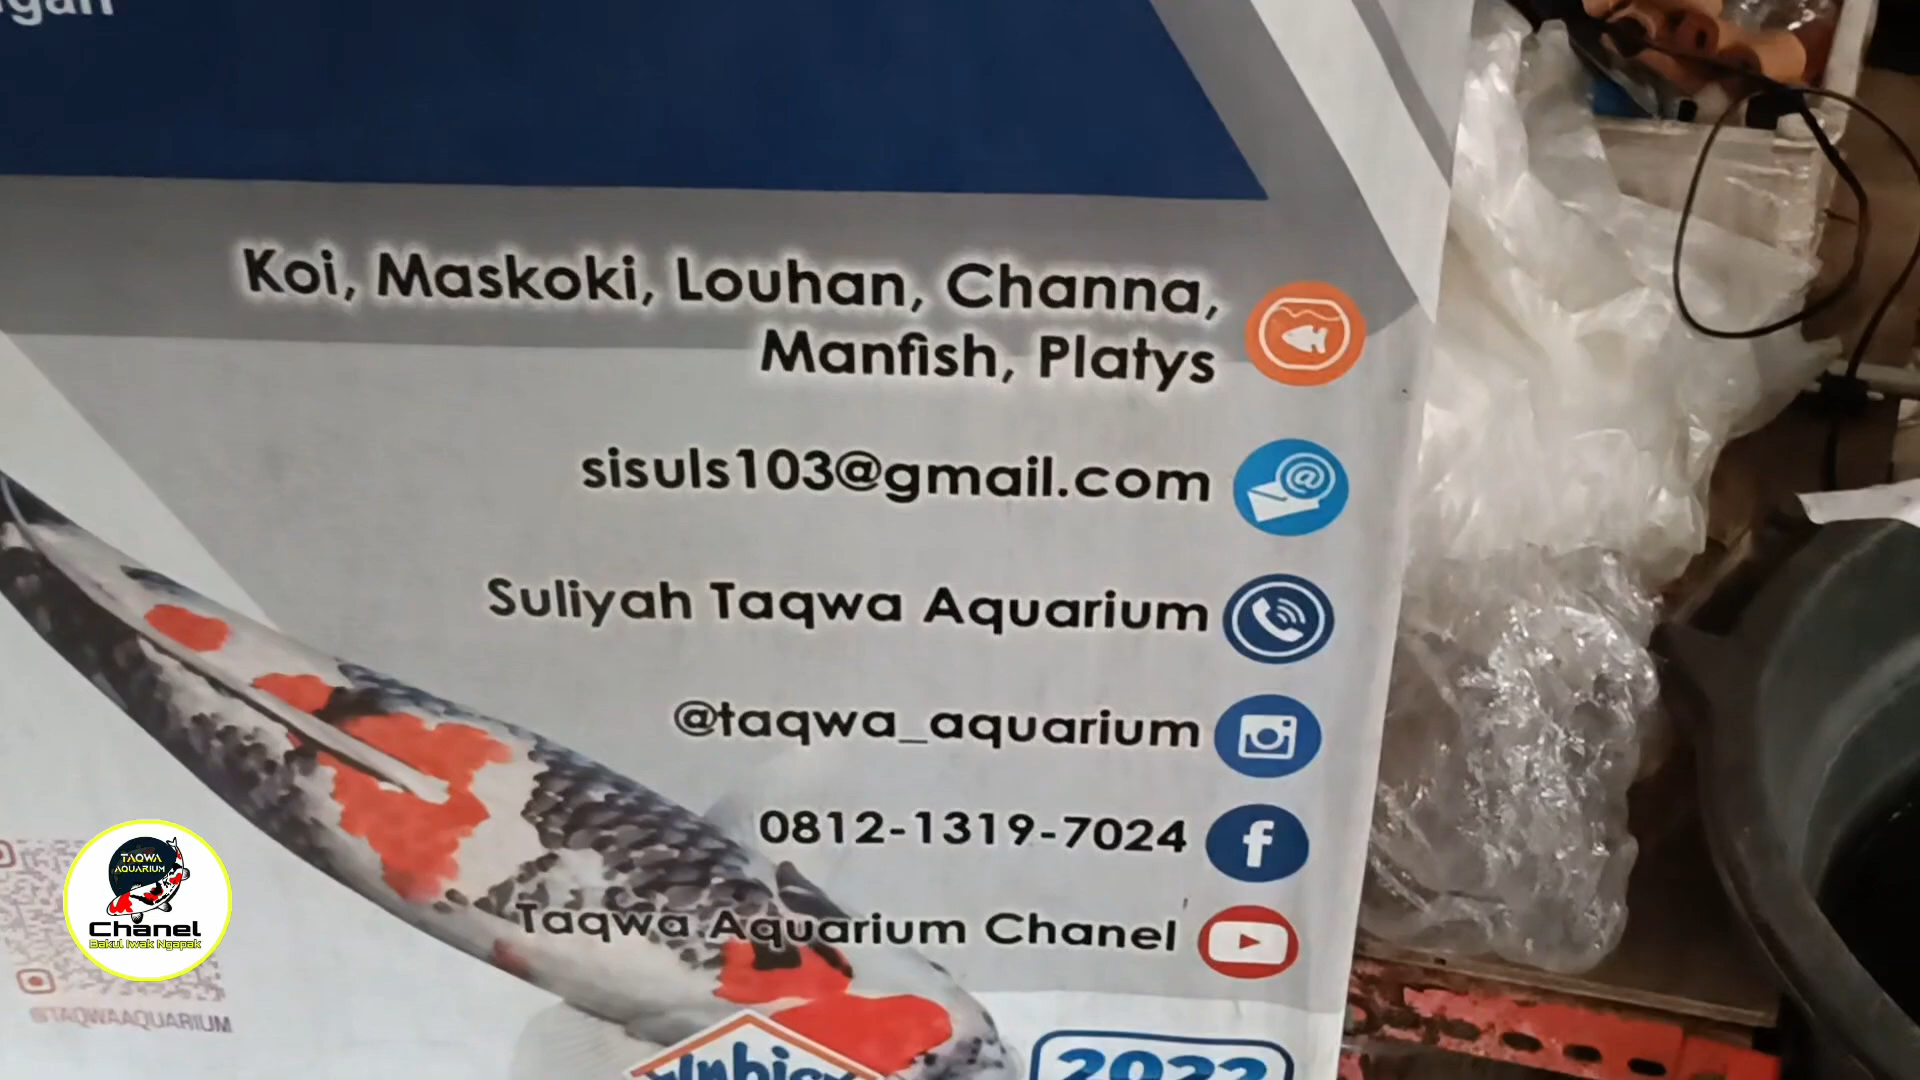 Koi, Maskoki, Louhan, Channa,
Manfish, Platys
sisuls103@gmail.com
Suliyah Taqwa Aquarium
@taqwa_aquarium
0812-1319-7024
Taqwa Aquarium Chanel
TAQWA
AQUARIUM
Chanel
Bakul Iwak Ngapak
@TAQWAAQUARIUM
2022